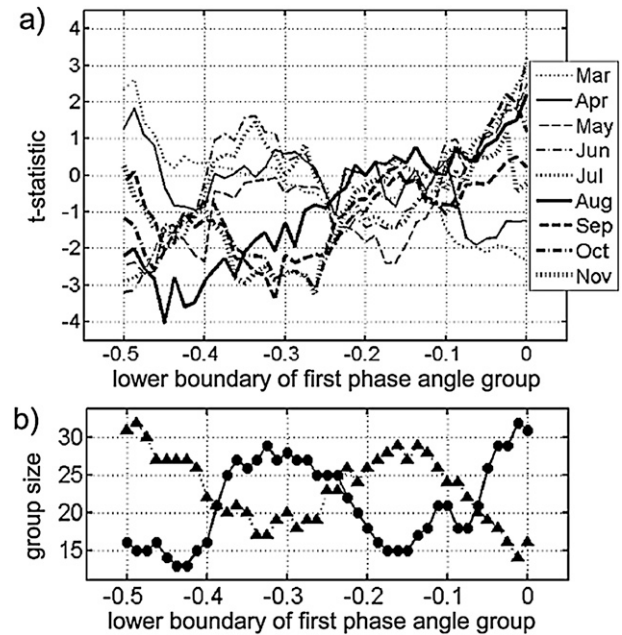 a)
t-statistic
4
3
2
1
0
-1
-2
-3
-4
-0.5 -0.4 -0.3 -0.2 -0.1 0
lower boundary of first phase angle group
Mar
Apr
May
Jun
Jul
Aug
Sep
Oct
Nov
b)
group size
30
25
20
15
-0.5 -0.4 -0.3 -0.2 -0.1 0
lower boundary of first phase angle group